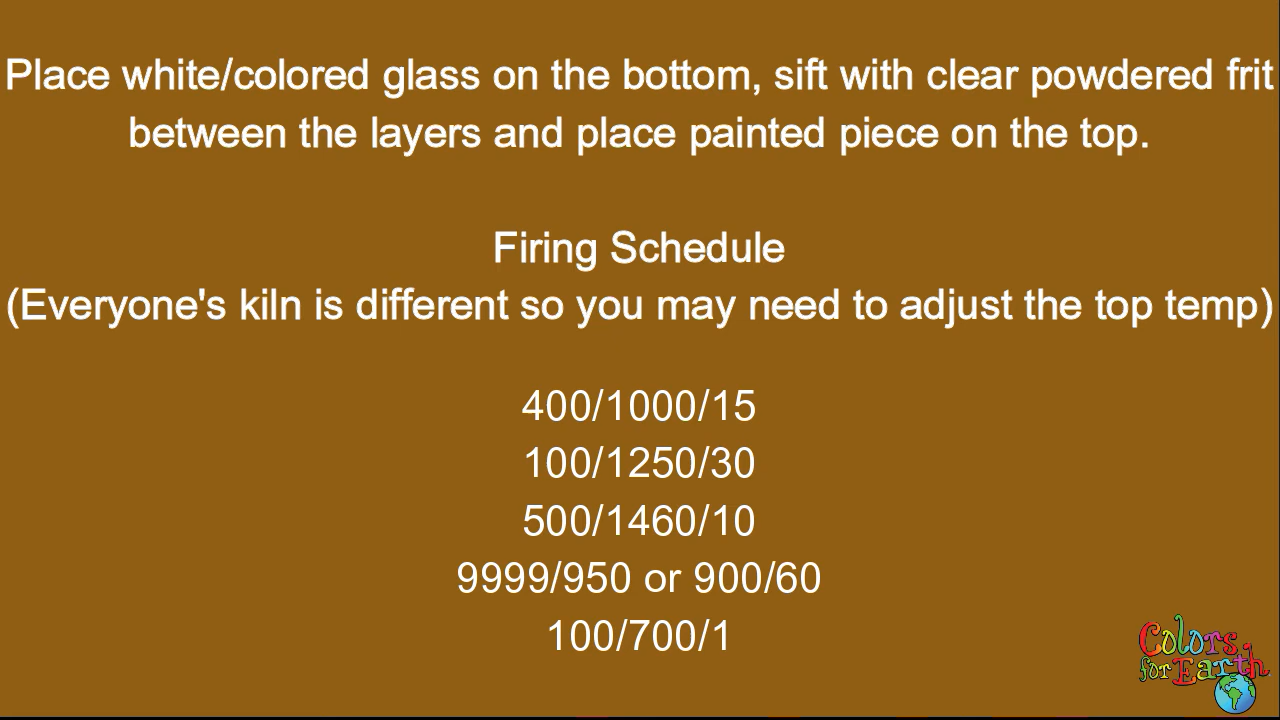 Place white/colored glass on the bottom, sift with clear powdered frit
between the layers and place painted piece on the top.
Firing Schedule
(Everyone's kiln is different so you may need to adjust the top temp)
400/1000/15
100/1250/30
500/1460/10
9999/950 or 900/60
100/700/1
Colors
for Earth